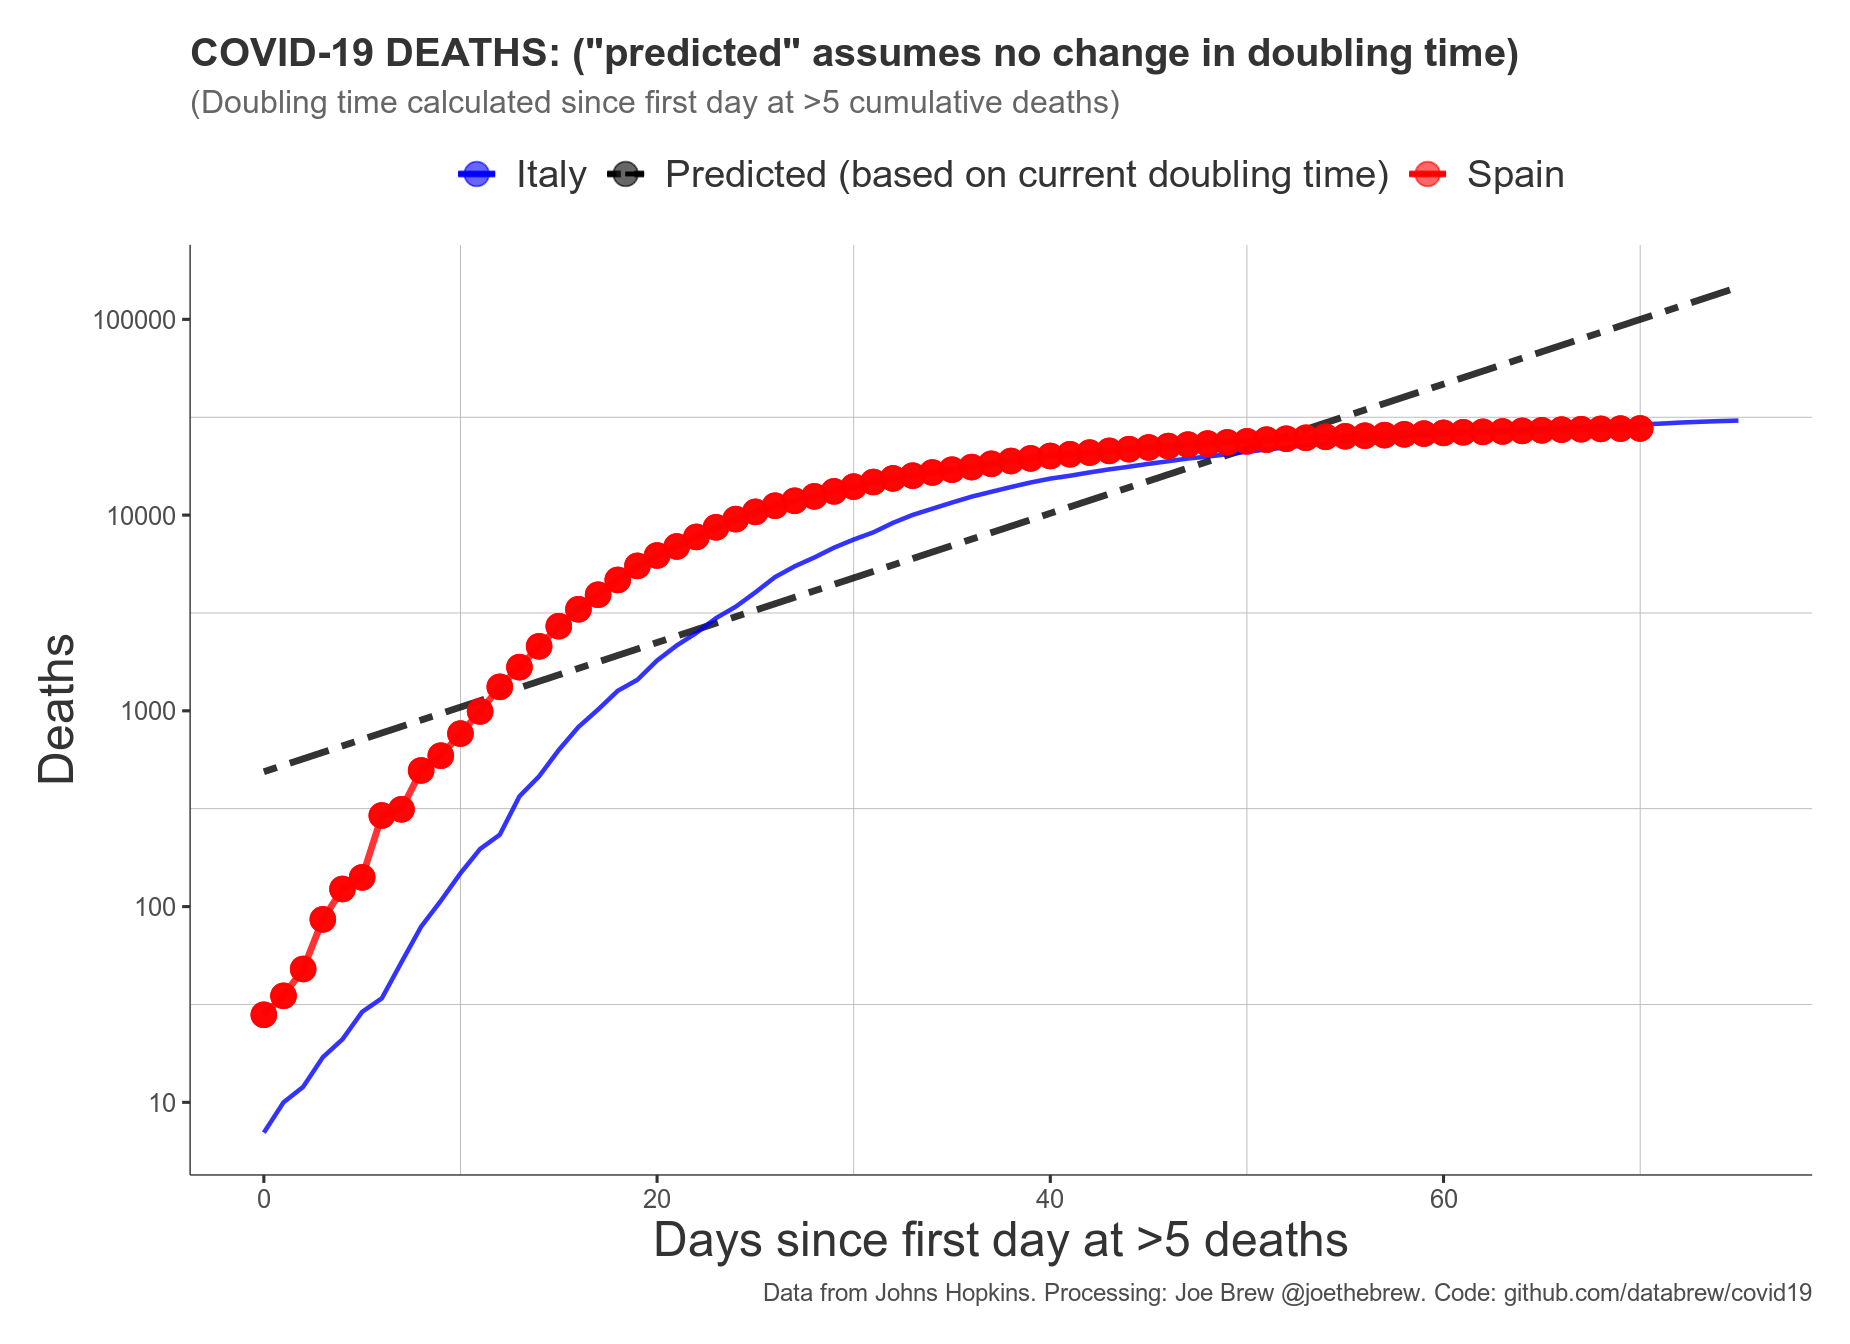 COVID-19 DEATHS: ("predicted" assumes no change in doubling time)
(Doubling time calculated since first day at >5 cumulative deaths)
Italy Predicted (based on current doubling time) Spain
100000
10000
1000
100
10
Deaths
0 20 40 60
Days since first day at >5 deaths
Data from Johns Hopkins. Processing: Joe Brew @joethebrew. Code: github.com/databrew/covid19